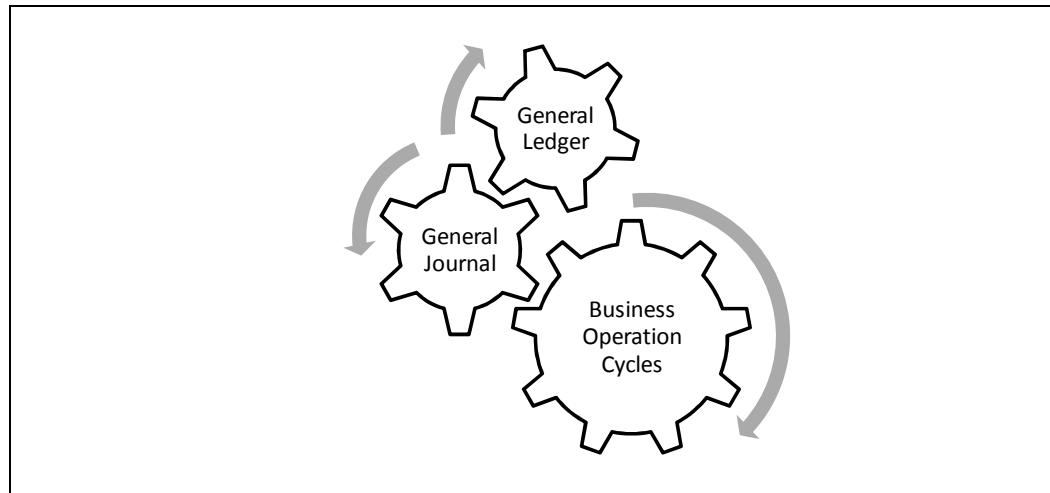 General
Ledger
General
Journal
Business
Operation
Cycles